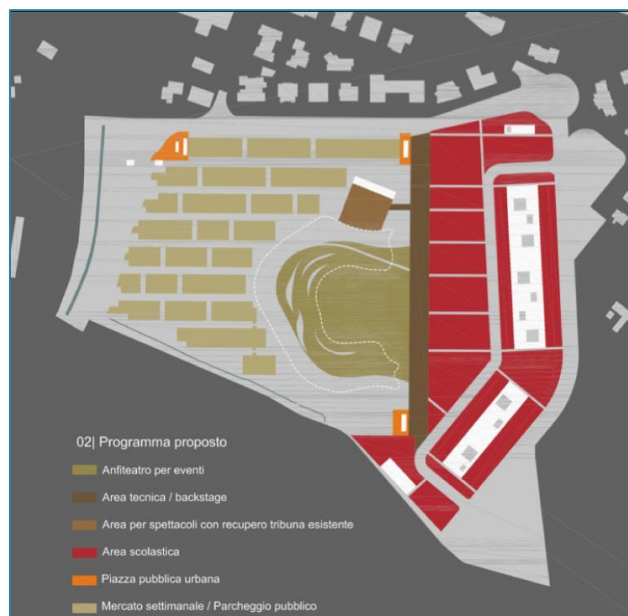 02| Programma proposto
Anfiteatro per eventi
Area tecnica / backstage
Area per spettacoli con recupero tribuna esistente
Area scolastica
Piazza pubblica urbana
Mercato settimanale / Parcheggio pubblico